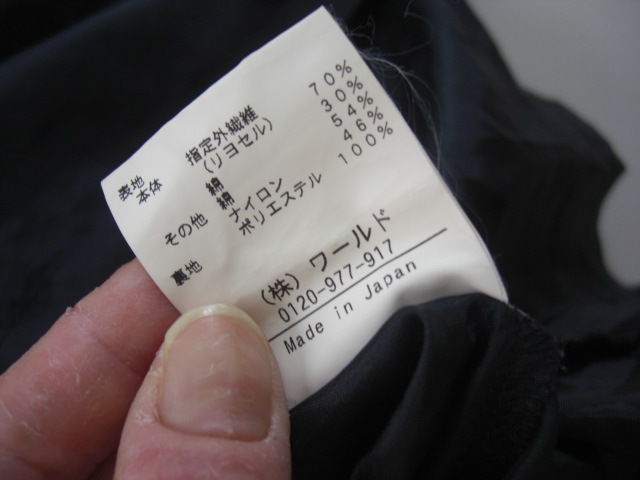 表地
本体 指定外繊維 70%
(リヨセル)
綿 30%
その他 綿 54%
ナイロン 46%
裏地 ポリエステル 100%
(株) ワールド
0120-977-917
Made in Japan